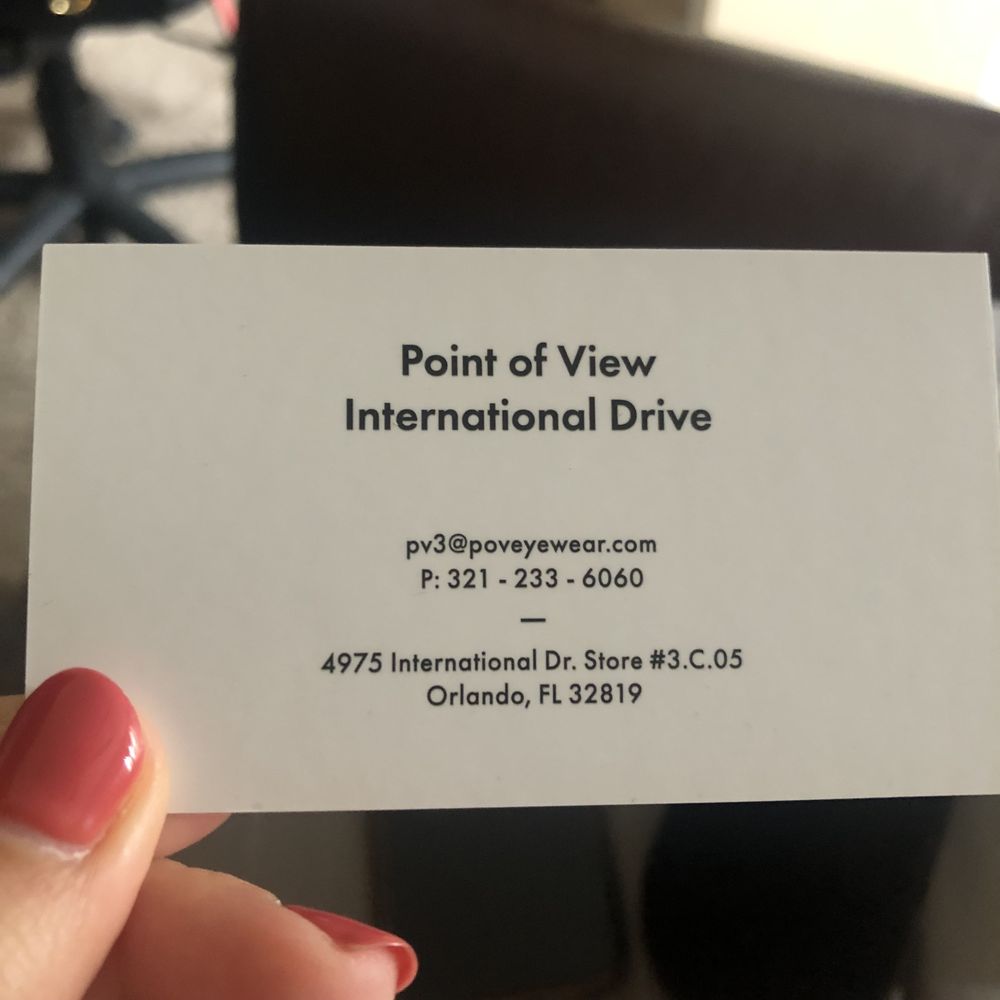 Point of View
International Drive
pv3@poveyewear.com
P: 321 - 233 - 6060
4975 International Dr. Store #3.C.05
Orlando, FL 32819